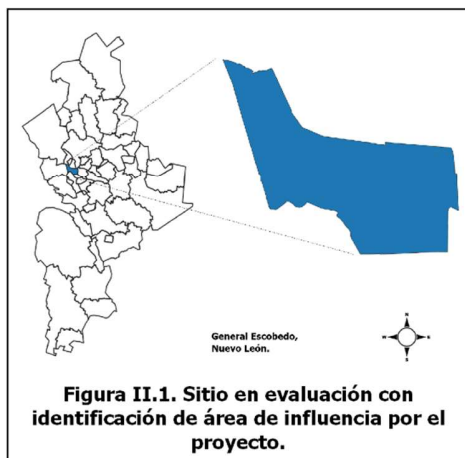 General Escobedo,
Nuevo León.
Figura II.1. Sitio en evaluación con
identificación de área de influencia por el
proyecto.